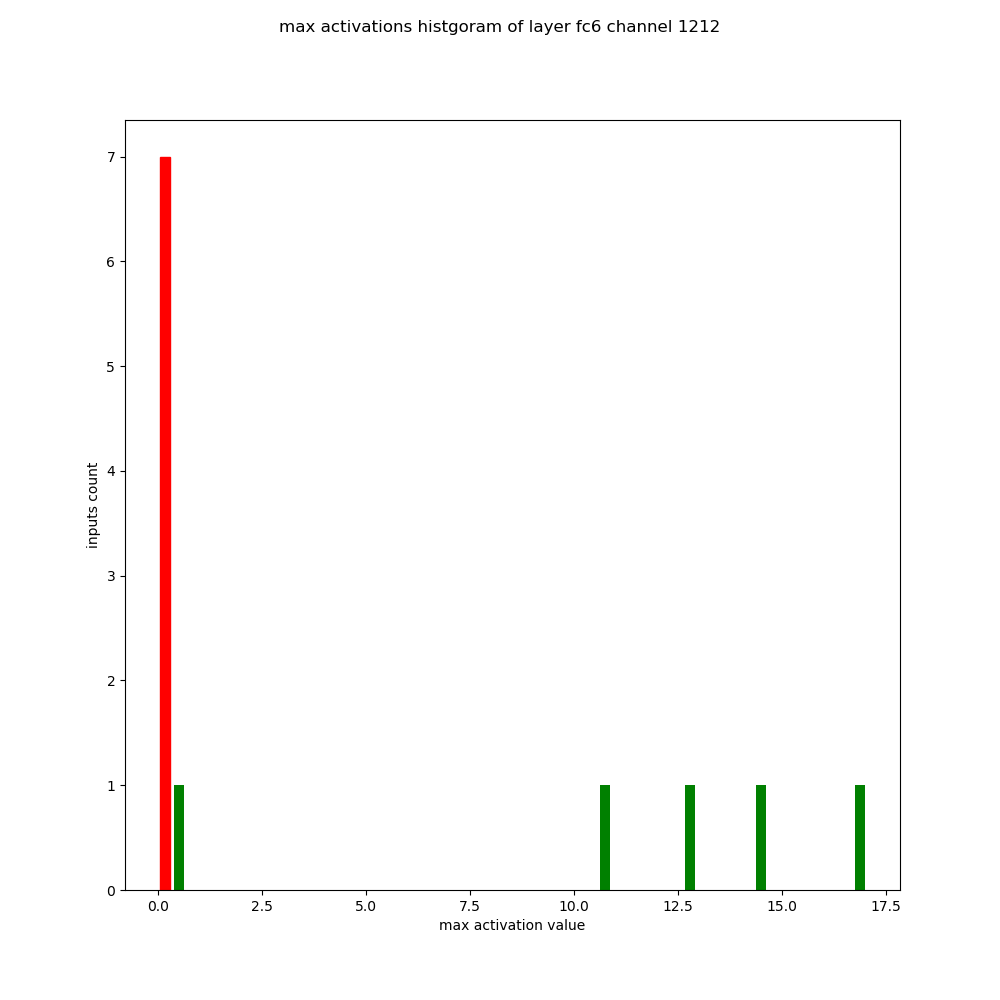 max activations histgoram of layer fc6 channel 1212
7
6
5
4
3
2
1
0
inputs count
0.0 2.5 5.0 7.5 10.0 12.5 15.0 17.5
max activation value